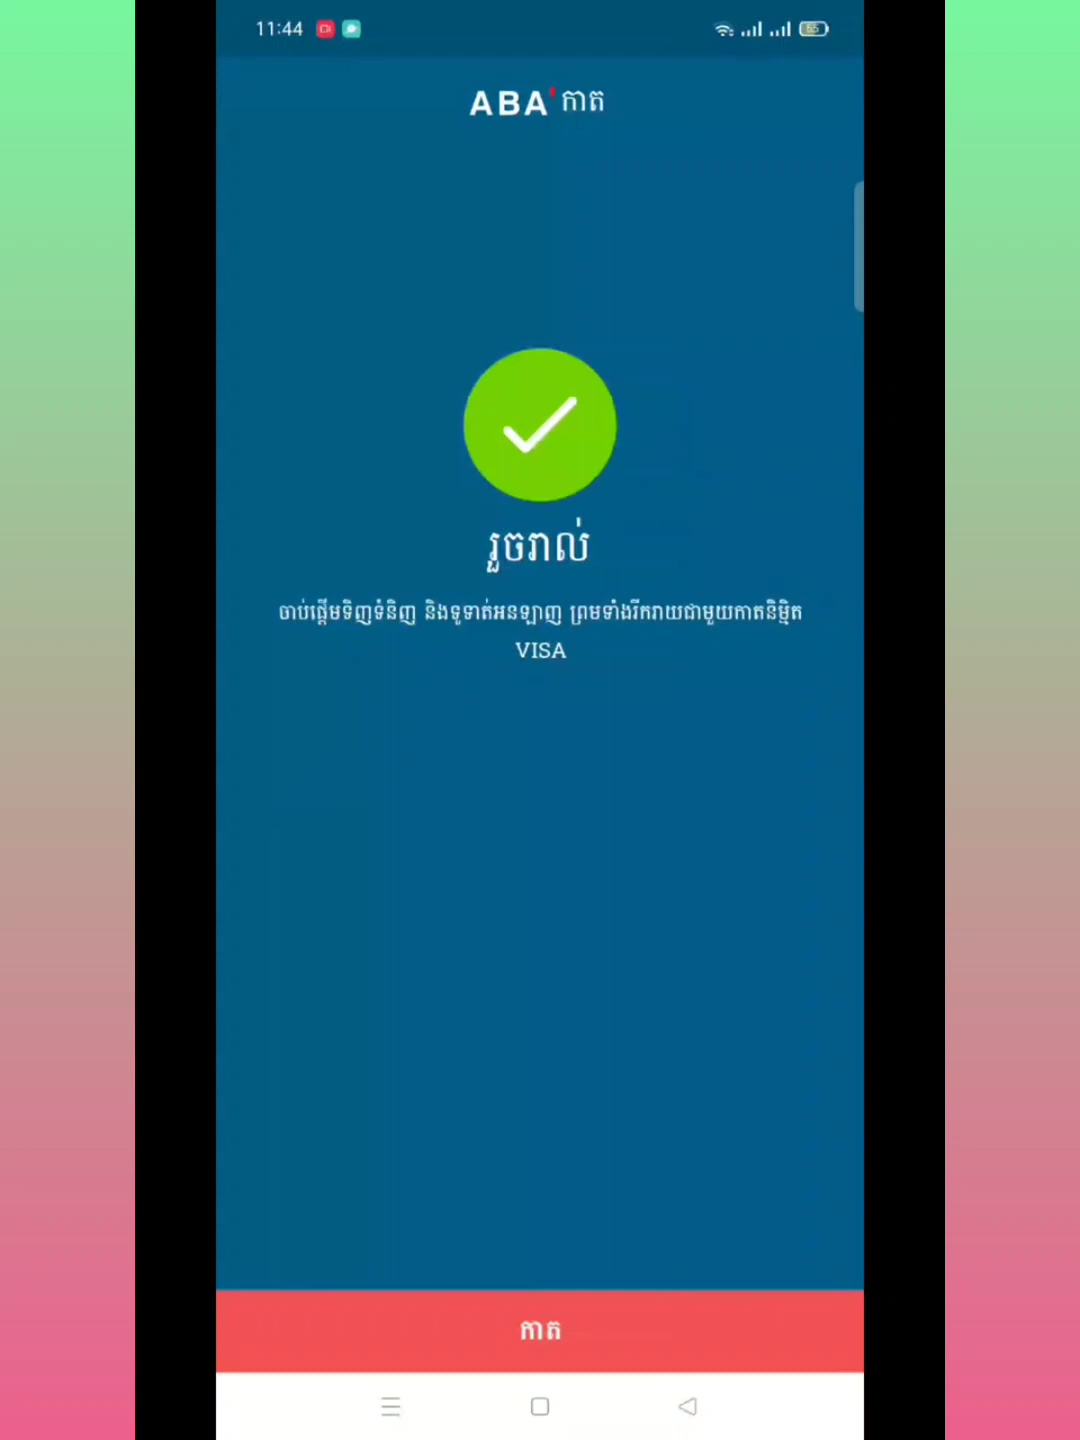 11:44
65
ABA' កាត
រួចរាល់
ចាប់ផ្តើមទិញទំនិញ និងទូទាត់អនឡាញ ព្រមទាំងរីករាយជាមួយកាតនិម្មិត
VISA
កាត